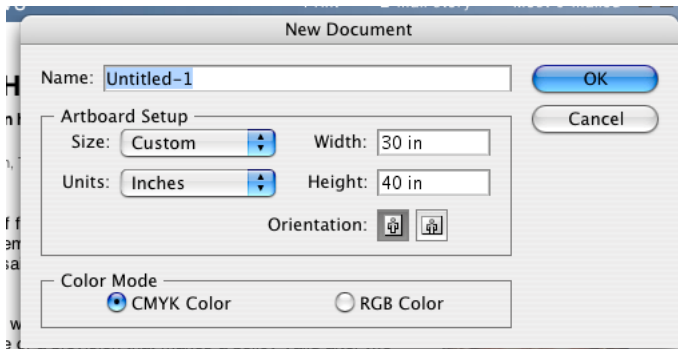 New Document
Name: Untitled-1
OK
Artboard Setup
Cancel
Size: Custom
Width: 30 in
Units: Inches
Height: 40 in
Orientation:
Color Mode
CMYK Color
RGB Color